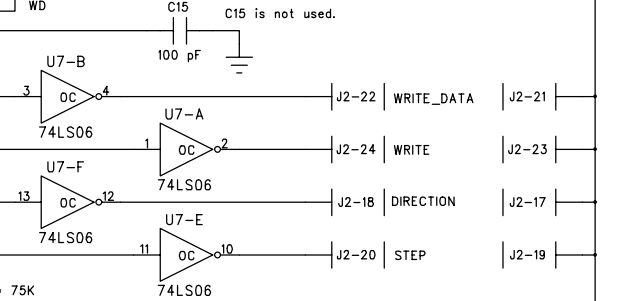 WD
C15
C15 is not used.
100 pF
U7-B
3 OC 4 J2-22 WRITE_DATA J2-21
74LS06
U7-A
1 OC 2 J2-24 WRITE J2-23
74LS06
U7-F
13 OC 12 J2-18 DIRECTION J2-17
74LS06
U7-E
11 OC 10 J2-20 STEP J2-19
74LS06
= 75K